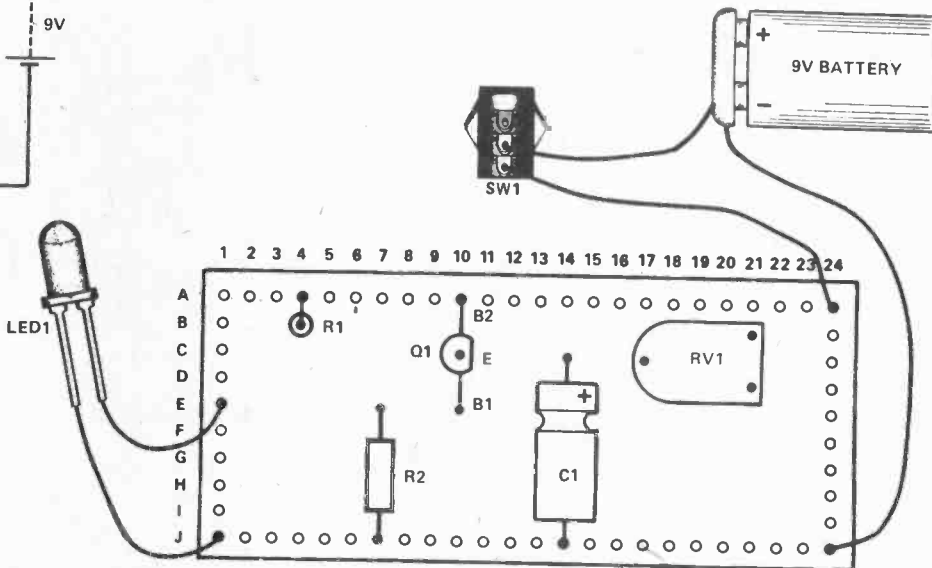 9V
+
9V BATTERY
−
SW1
LED1
1 2 3 4 5 6 7 8 9 10 11 12 13 14 15 16 17 18 19 20 21 22 23 24
A
B
C
D
E
F
G
H
I
J
R1
B2
Q1
E
B1
RV1
R2
+
C1